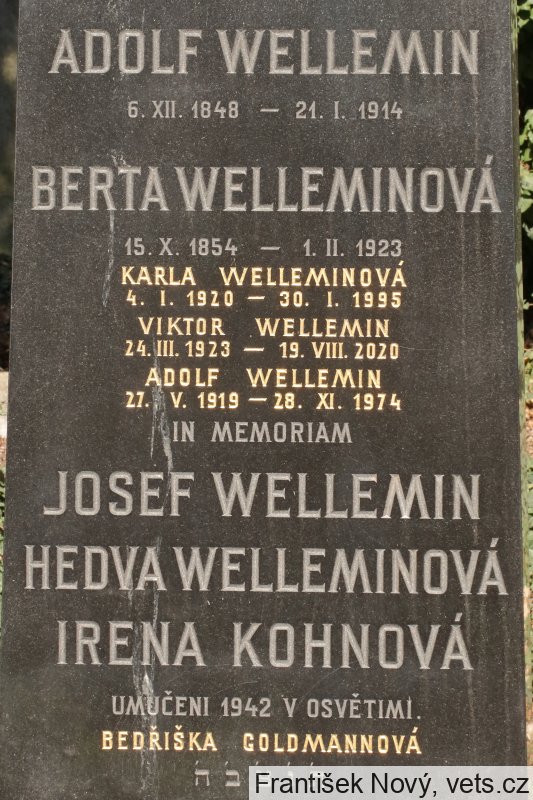 ADOLF WELLEMIN
6. XII. 1848 — 21. I. 1914
BERTA WELLEMINOVÁ
15. X. 1854 — 1. II. 1923
KARLA WELLEMINOVÁ
4. I. 1920 — 30. I. 1995
VIKTOR WELLEMIN
24. III. 1923 — 19. VIII. 2020
ADOLF WELLEMIN
27. V. 1919 — 28. XI. 1974
IN MEMORIAM
JOSEF WELLEMIN
HEDVA WELLEMINOVÁ
IRENA KOHNOVÁ
UMUČENI 1942 V OSVĚTIMI.
BEDŘIŠKA GOLDMANNOVÁ
František Nový, vets.cz